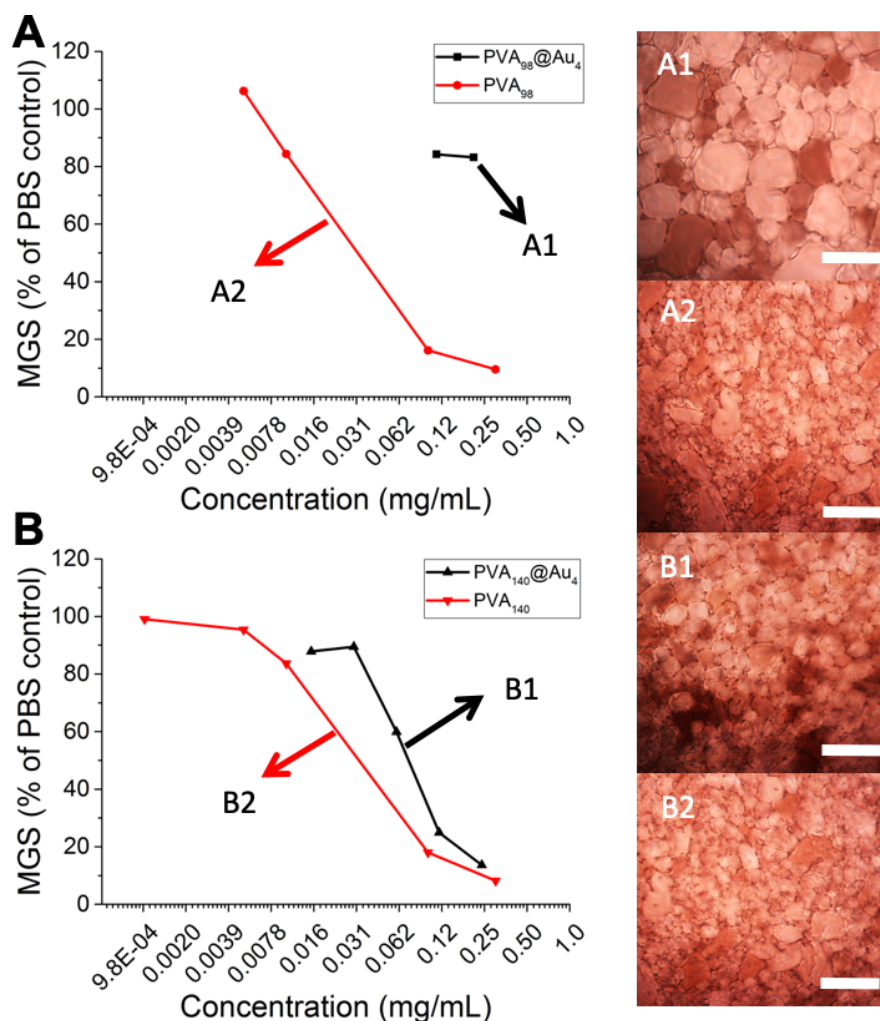 A
MGS (% of PBS control)
120
100
80
60
40
20
0
PVA98@Au4
PVA98
A2
A1
9.8E-04
0.0020
0.0039
0.0078
0.016
0.031
0.062
0.12
0.25
0.50
1.0
Concentration (mg/mL)
B
MGS (% of PBS control)
120
100
80
60
40
20
0
PVA140@Au4
PVA140
B1
B2
9.8E-04
0.0020
0.0039
0.0078
0.016
0.031
0.062
0.12
0.25
0.50
1.0
Concentration (mg/mL)
A1
A2
B1
B2